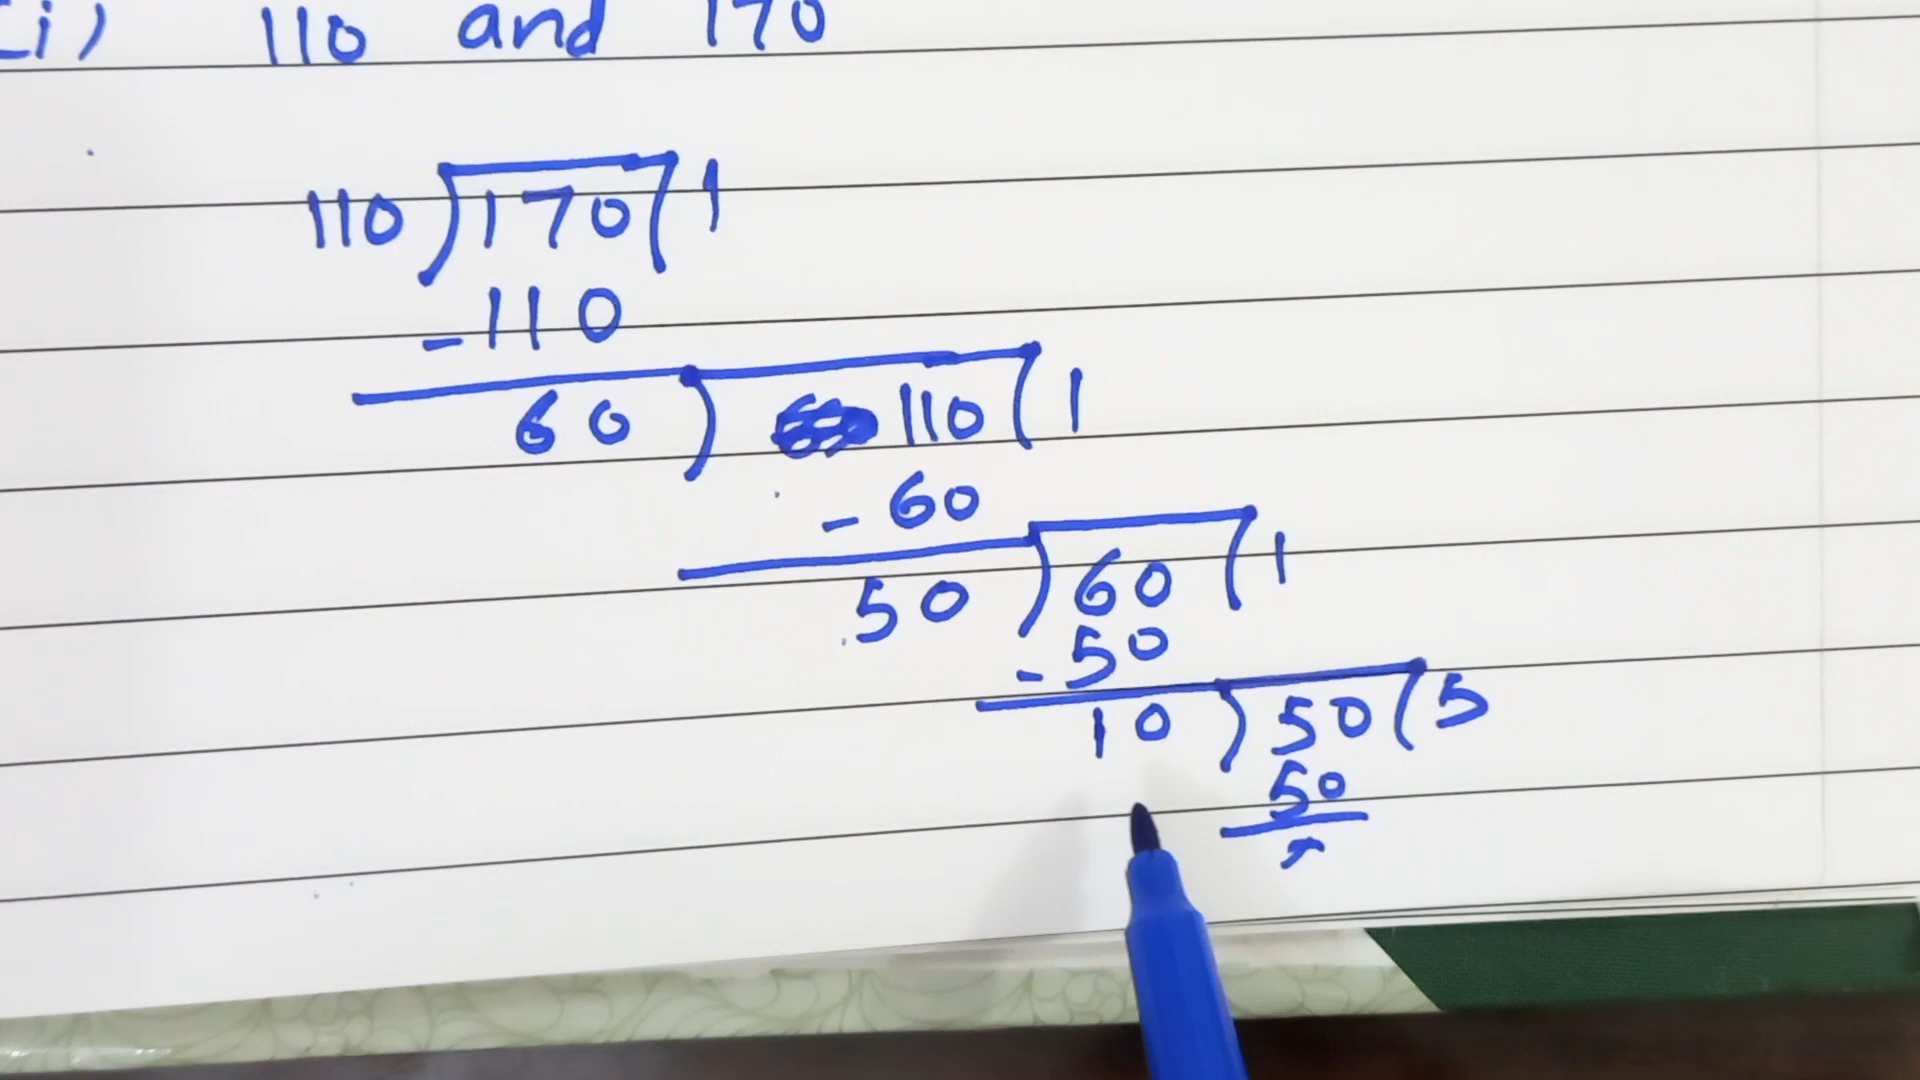 (i) 110 and 170
110 ) 170 ( 1
- 110
60 ) 110 ( 1
- 60
50 ) 60 ( 1
- 50
10 ) 50 ( 5
50